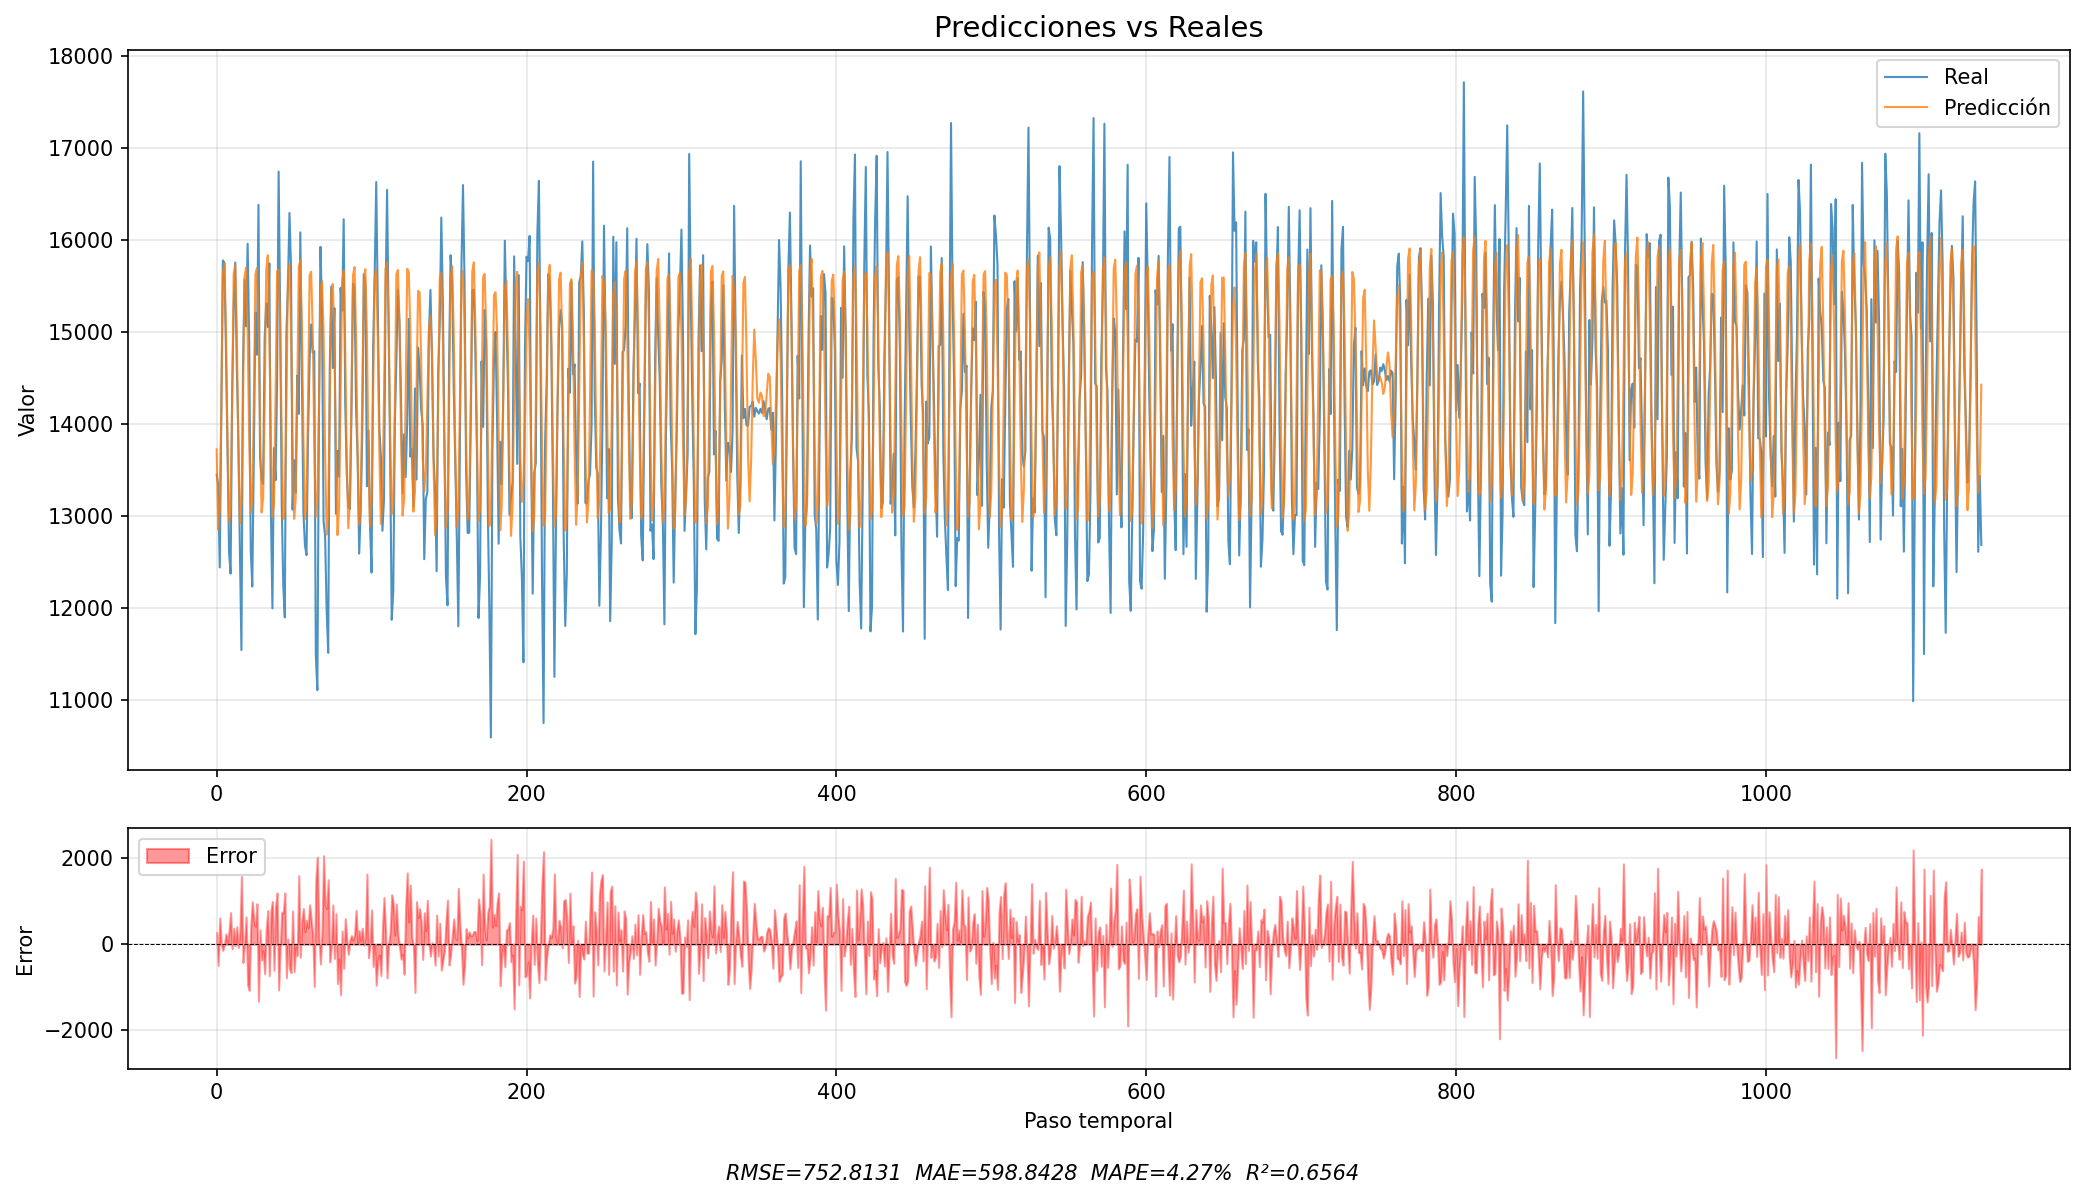 Predicciones vs Reales
18000
17000
16000
15000
14000
13000
12000
11000
Valor
Real
Predicción
0
200
400
600
800
1000
2000
0
−2000
Error
Error
0
200
400
600
800
1000
Paso temporal
RMSE=752.8131 MAE=598.8428 MAPE=4.27% R²=0.6564